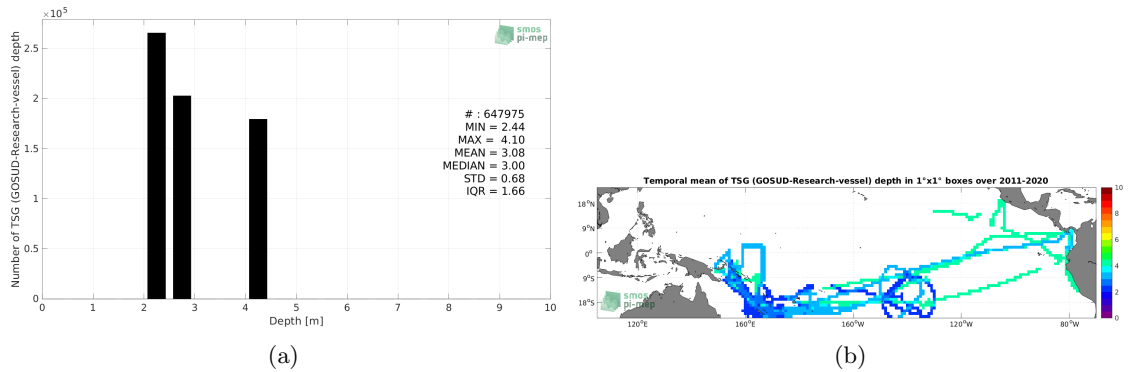 ×10⁵
Number of TSG (GOSUD-Research-vessel) depth
2.5
2
1.5
1
0.5
0
0 1 2 3 4 5 6 7 8 9 10
Depth [m]
smos
pi-mep
# : 647975
MIN = 2.44
MAX = 4.10
MEAN = 3.08
MEDIAN = 3.00
STD = 0.68
IQR = 1.66
(a)
Temporal mean of TSG (GOSUD-Research-vessel) depth in 1°x1° boxes over 2011-2020
18°N
9°N
0°
9°S
18°S
120°E 160°E 160°W 120°W 80°W
smos
pi-mep
10
8
6
4
2
0
(b)